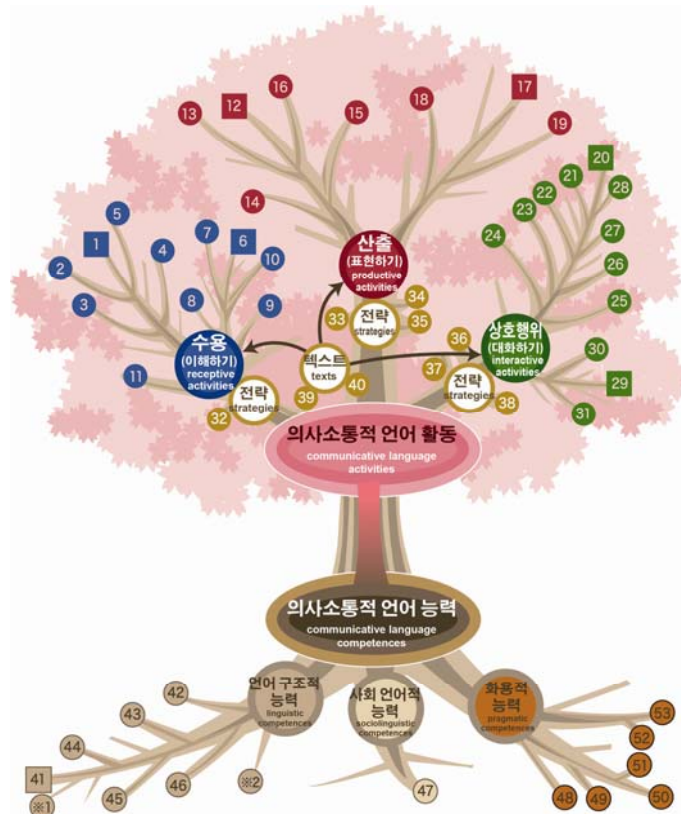 16
17
15
18
13
12
19
20
21
5
22
28
14
23
7
6
1
4
24
27
10
산출
(표현하기)
productive
activities
2
26
34
3
8
9
33
전략
strategies
35
25
36
상호행위
(대화하기)
interactive
activities
수용
(이해하기)
receptive
activities
텍스트
texts
30
37
11
40
전략
strategies
29
전략
strategies
39
38
32
31
의사소통적 언어 활동
communicative language
activities
의사소통적 언어 능력
communicative language
competences
언어 구조적
능력
linguistic
competences
사회 언어적
능력
sociolinguistic
competences
화용적
능력
pragmatic
competences
42
43
53
44
52
41
※2
51
46
47
※1
45
48
49
50